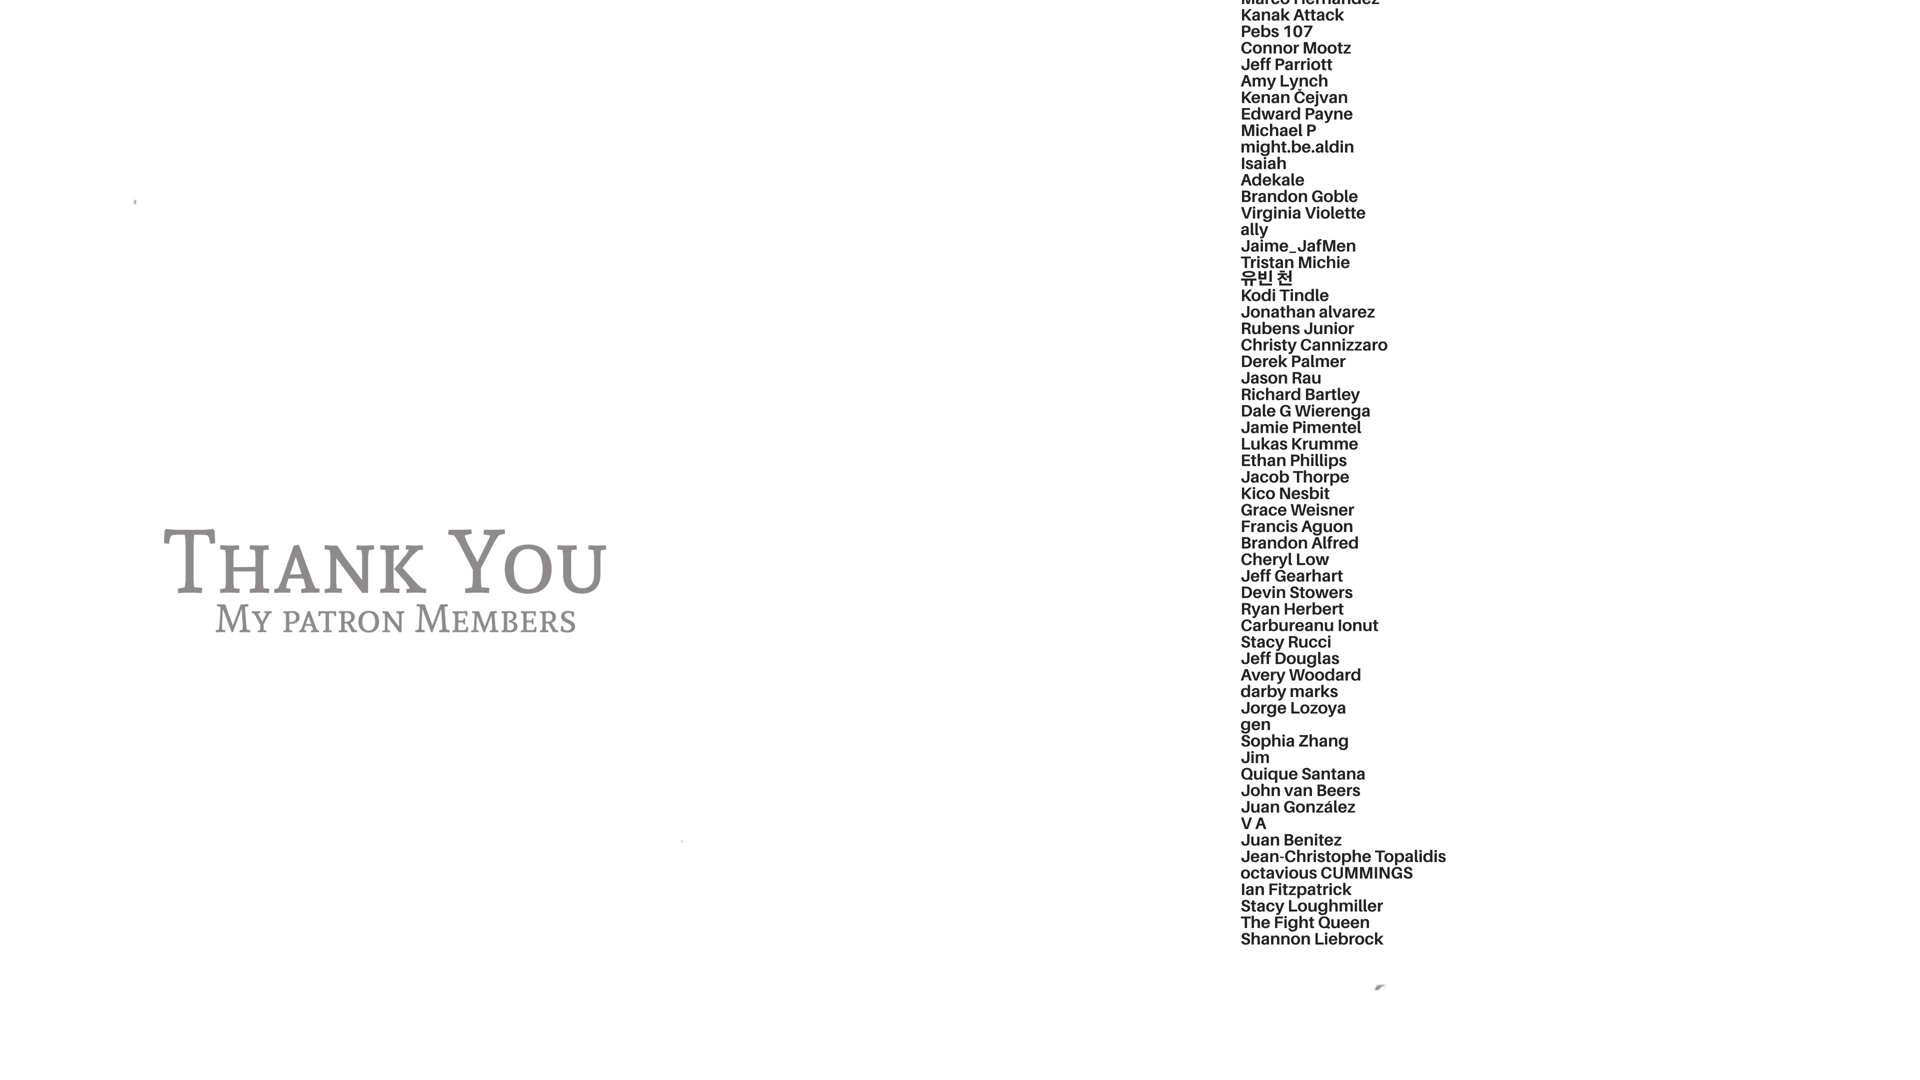 Thank You
My patron Members
Marco Hernandez
Kanak Attack
Pebs 107
Connor Mootz
Jeff Parriott
Amy Lynch
Kenan Čejvan
Edward Payne
Michael P
might.be.aldin
Isaiah
Adekale
Brandon Goble
Virginia Violette
ally
Jaime_JafMen
Tristan Michie
유빈 천
Kodi Tindle
Jonathan alvarez
Rubens Junior
Christy Cannizzaro
Derek Palmer
Jason Rau
Richard Bartley
Dale G Wierenga
Jamie Pimentel
Lukas Krumme
Ethan Phillips
Jacob Thorpe
Kico Nesbit
Grace Weisner
Francis Aguon
Brandon Alfred
Cheryl Low
Jeff Gearhart
Devin Stowers
Ryan Herbert
Carbureanu Ionut
Stacy Rucci
Jeff Douglas
Avery Woodard
darby marks
Jorge Lozoya
gen
Sophia Zhang
Jim
Quique Santana
John van Beers
Juan González
V A
Juan Benitez
Jean-Christophe Topalidis
octavious CUMMINGS
Ian Fitzpatrick
Stacy Loughmiller
The Fight Queen
Shannon Liebrock